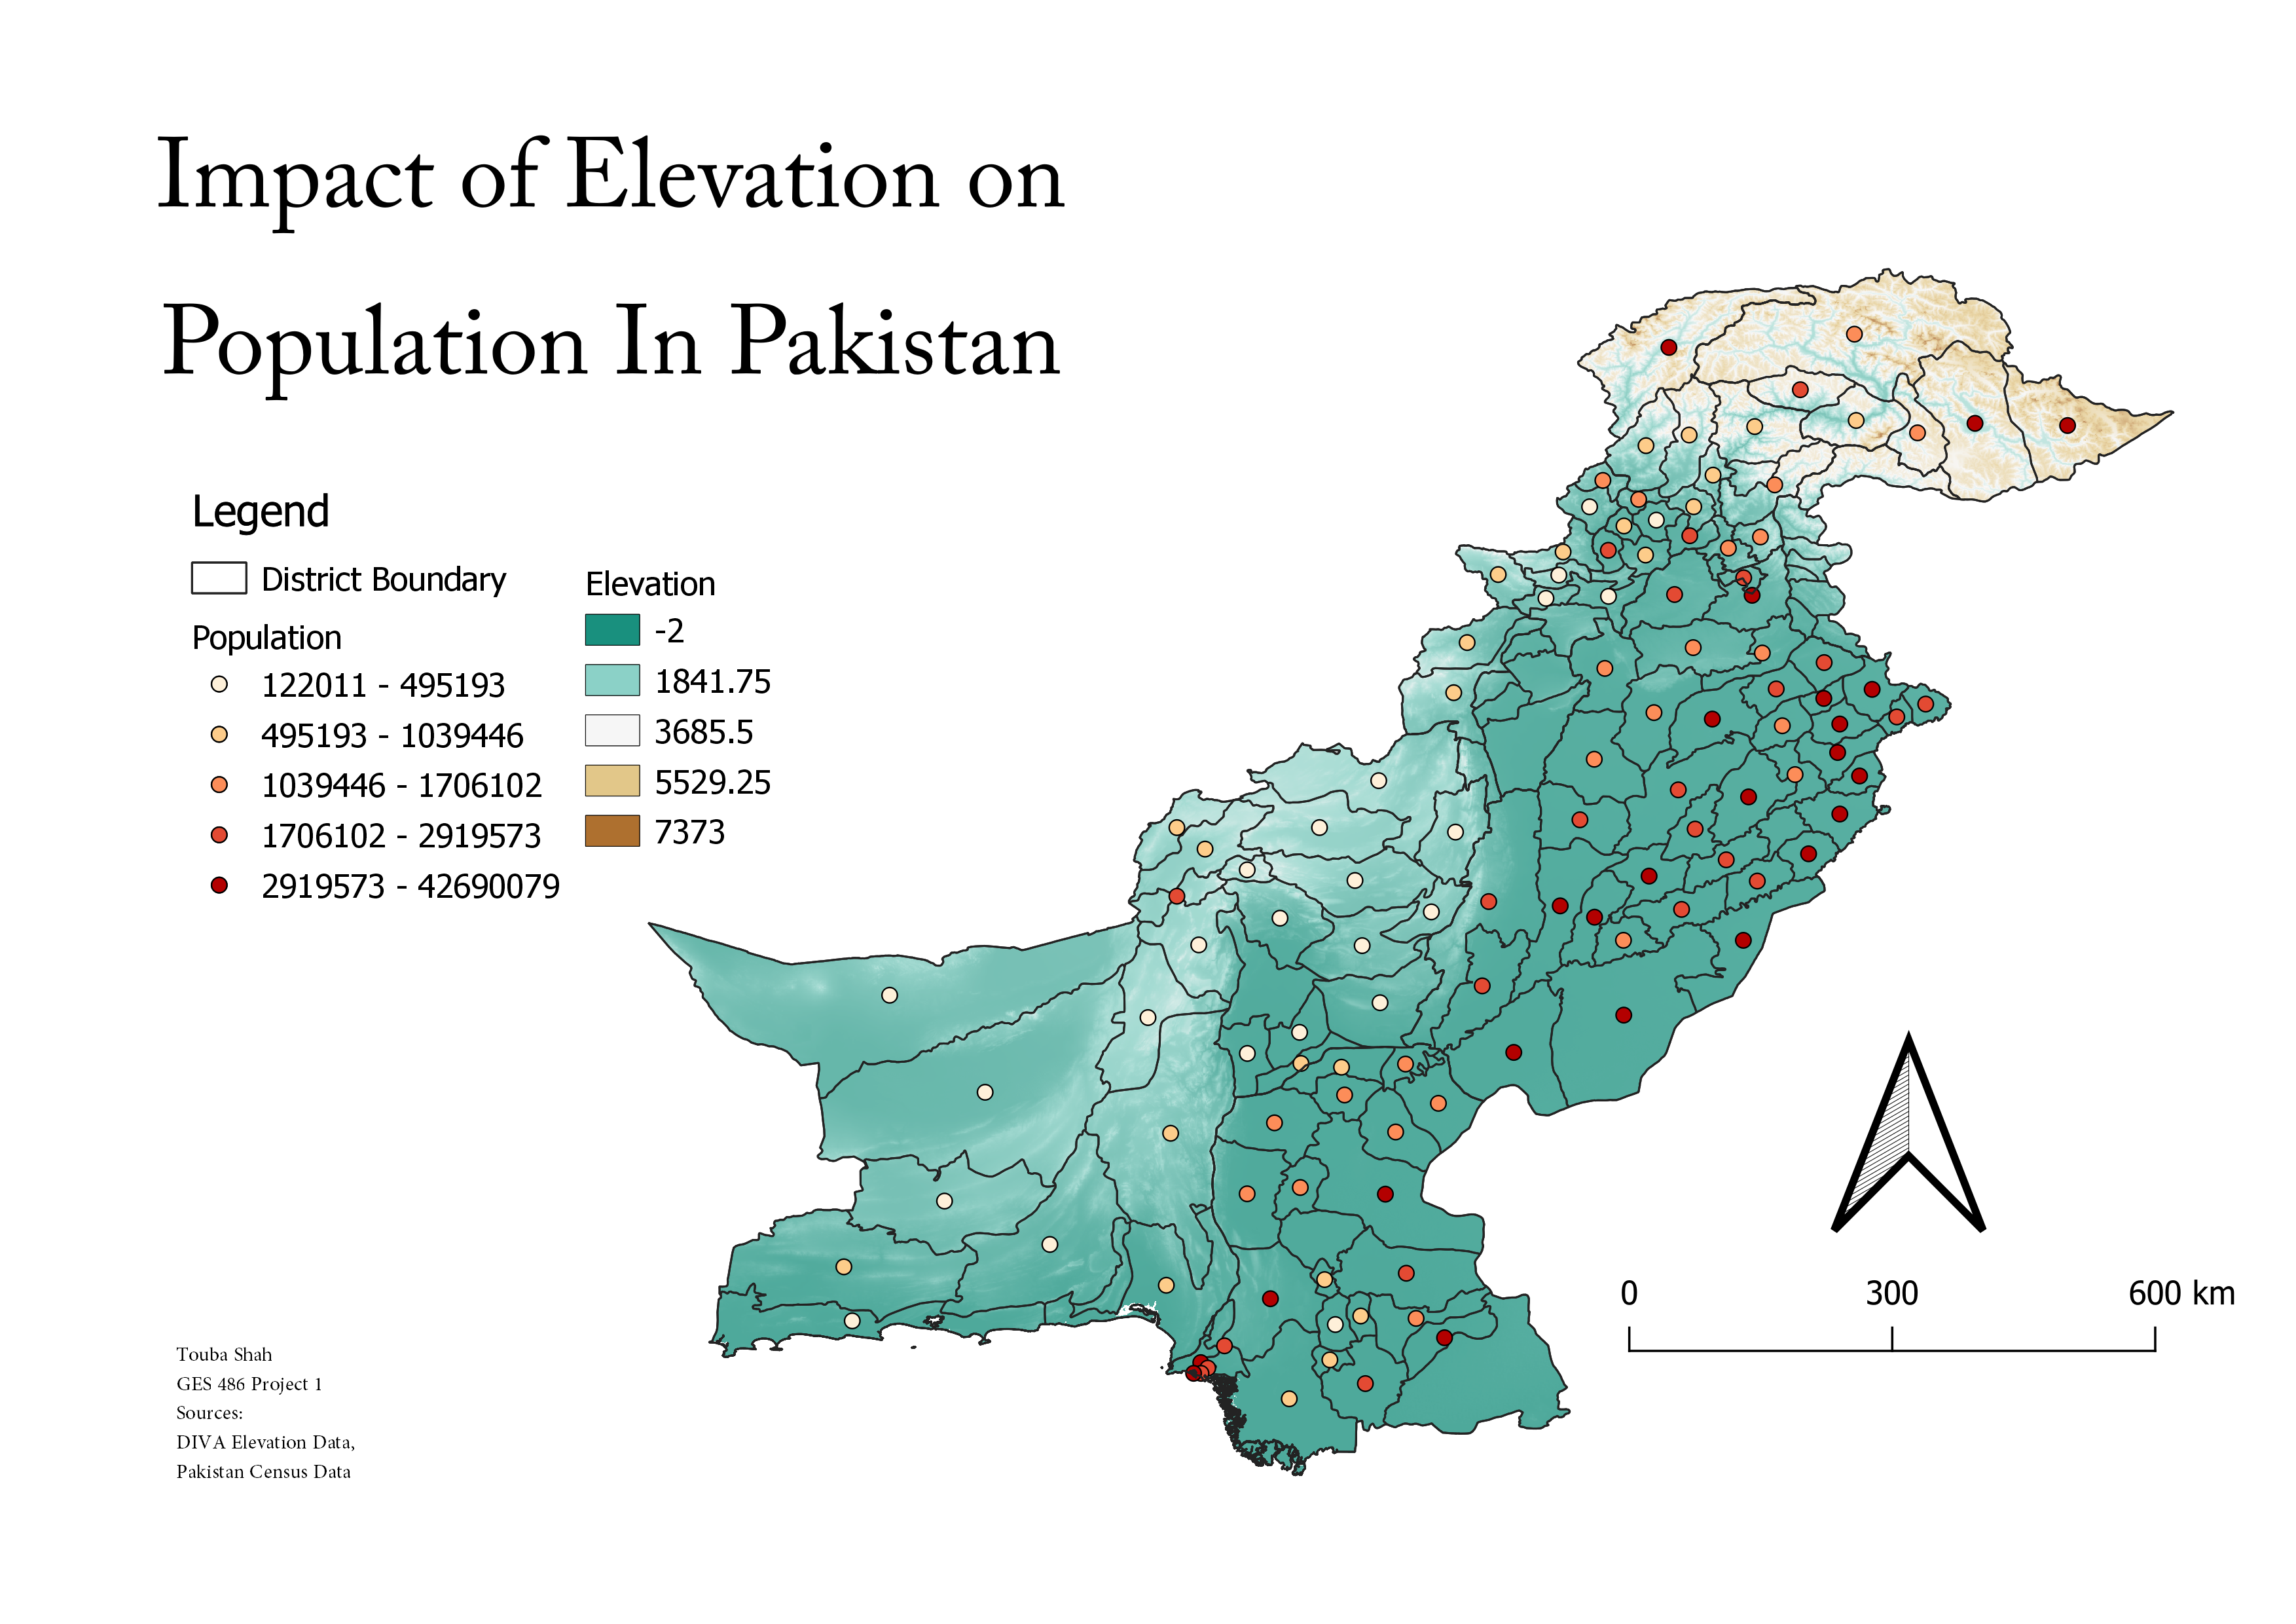 Impact of Elevation on
Population In Pakistan
Legend
District Boundary
Population
122011 - 495193
495193 - 1039446
1039446 - 1706102
1706102 - 2919573
2919573 - 42690079
Elevation
-2
1841.75
3685.5
5529.25
7373
0 300 600 km
Touba Shah
GES 486 Project 1
Sources:
DIVA Elevation Data,
Pakistan Census Data